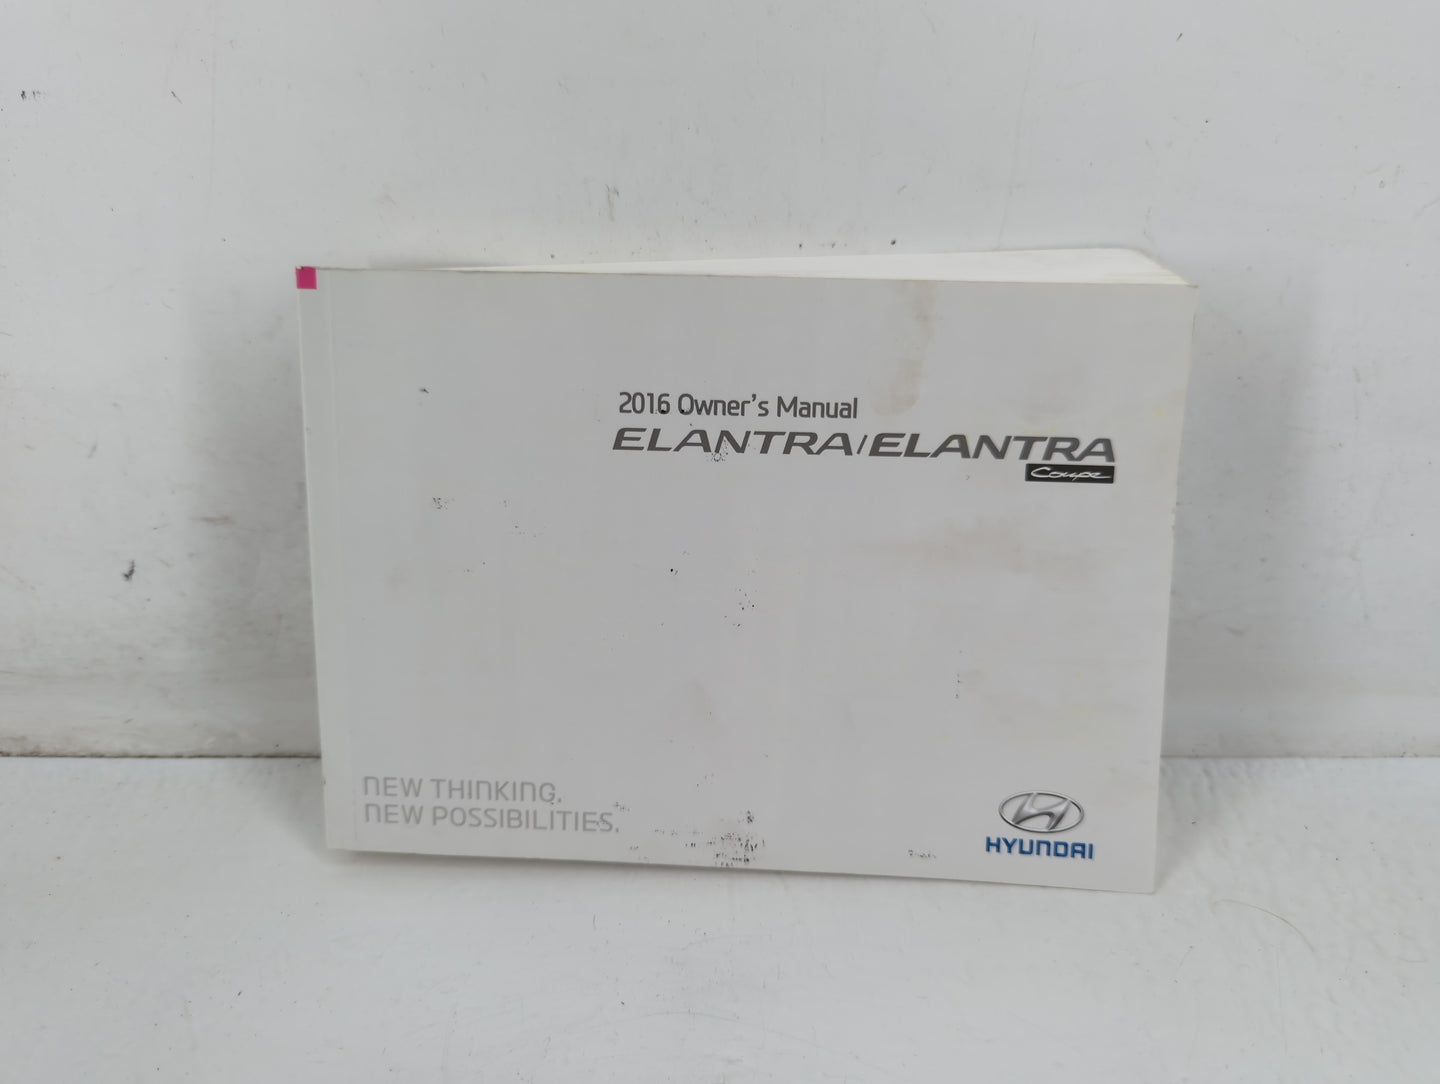 2016 Owner's Manual
ELANTRA/ELANTRA
Coupe
NEW THINKING.
NEW POSSIBILITIES.
HYUNDAI